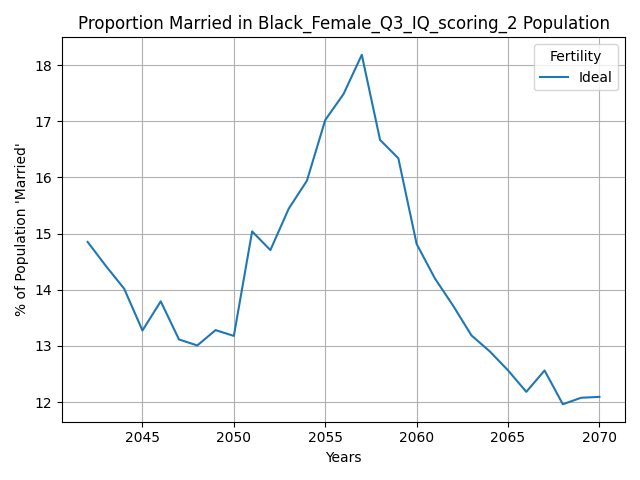 Proportion Married in Black_Female_Q3_IQ_scoring_2 Population
Fertility
Ideal
% of Population 'Married'
18
17
16
15
14
13
12
2045
2050
2055
2060
2065
2070
Years